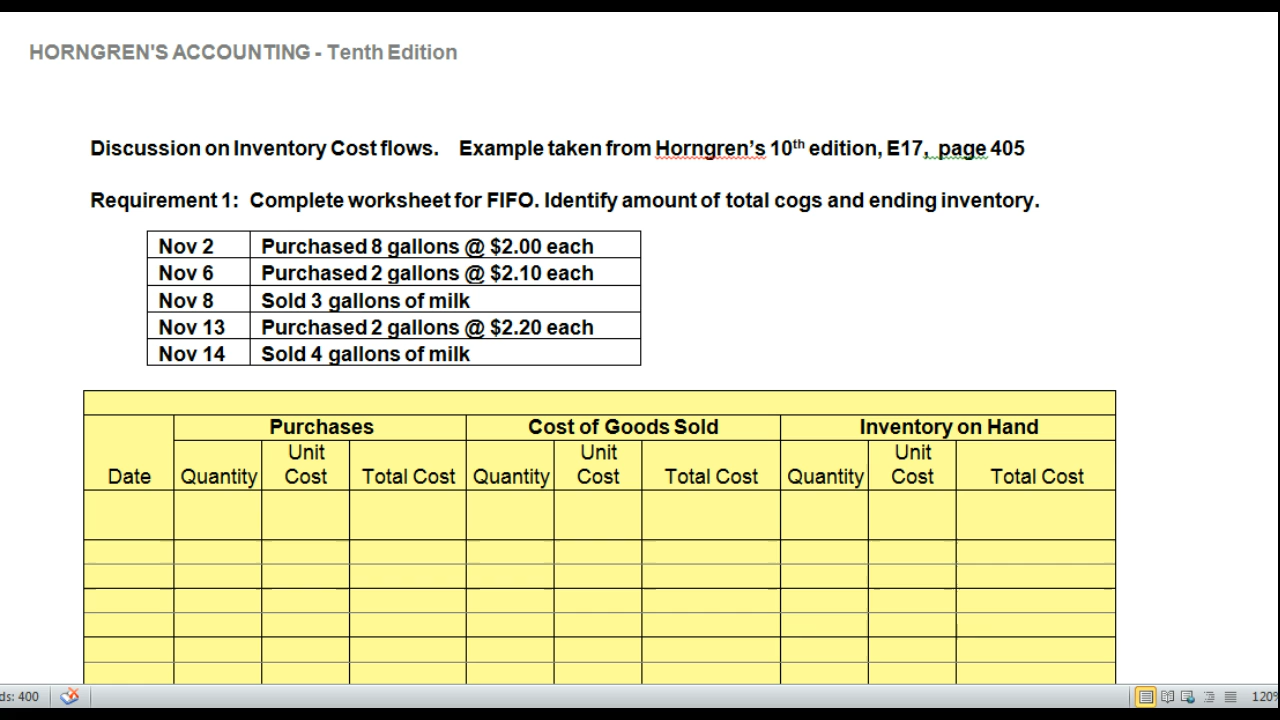 HORNGREN'S ACCOUNTING - Tenth Edition
Discussion on Inventory Cost flows. Example taken from Horngren's 10th edition, E17, page 405
Requirement 1: Complete worksheet for FIFO. Identify amount of total cogs and ending inventory.
Nov 2 Purchased 8 gallons @ $2.00 each
Nov 6 Purchased 2 gallons @ $2.10 each
Nov 8 Sold 3 gallons of milk
Nov 13 Purchased 2 gallons @ $2.20 each
Nov 14 Sold 4 gallons of milk
Purchases Cost of Goods Sold Inventory on Hand
Unit Unit Unit
Date Quantity Cost Total Cost Quantity Cost Total Cost Quantity Cost Total Cost
ds: 400 120%